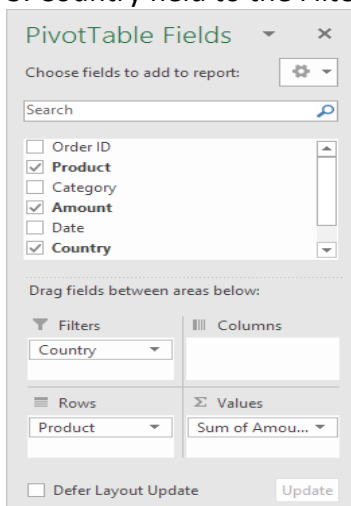 PivotTable Fields
Choose fields to add to report:
Search
Order ID
Product
Category
Amount
Date
Country
Drag fields between areas below:
Filters
Columns
Country
Rows
Values
Product
Sum of Amou...
Defer Layout Update
Update